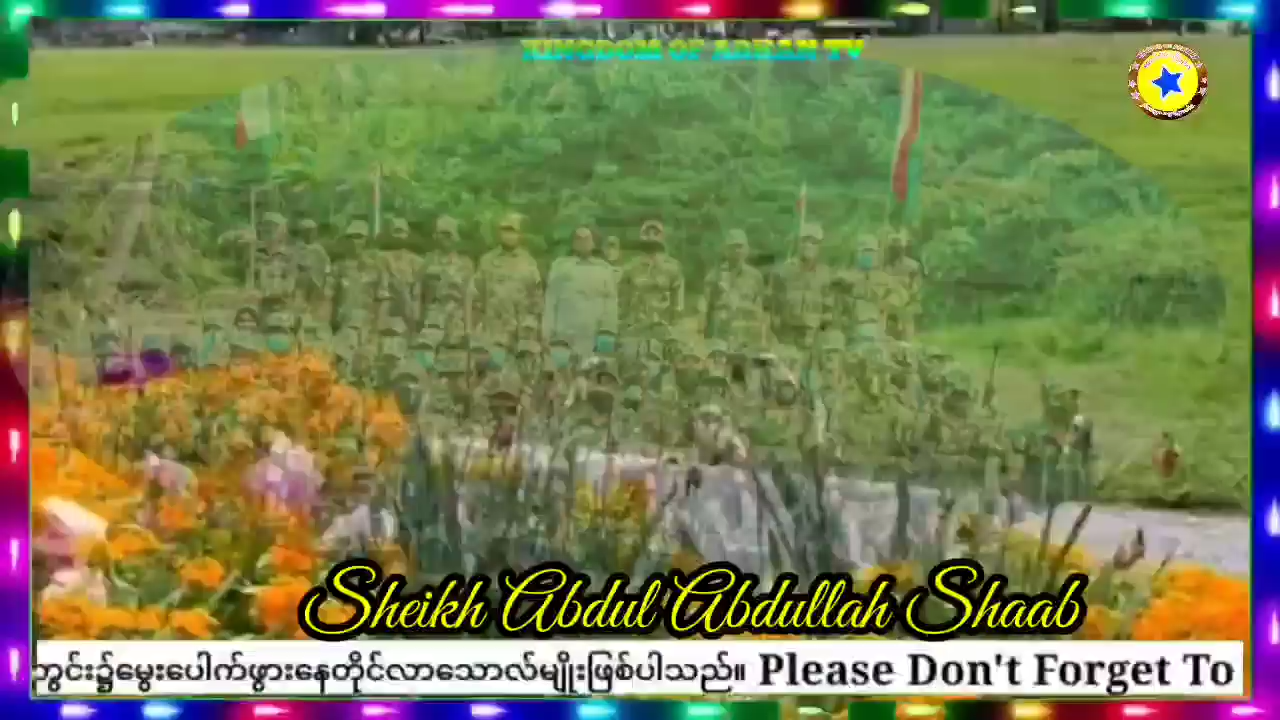 KINGDOM OF ARKAN TV
Sheikh Abdul Abdullah Shaab
ဘွင်း၌မွေးပေါက်ဖွားနေတိုင်လာသောလ်မျိုးဖြစ်ပါသည်။ Please Don't Forget To